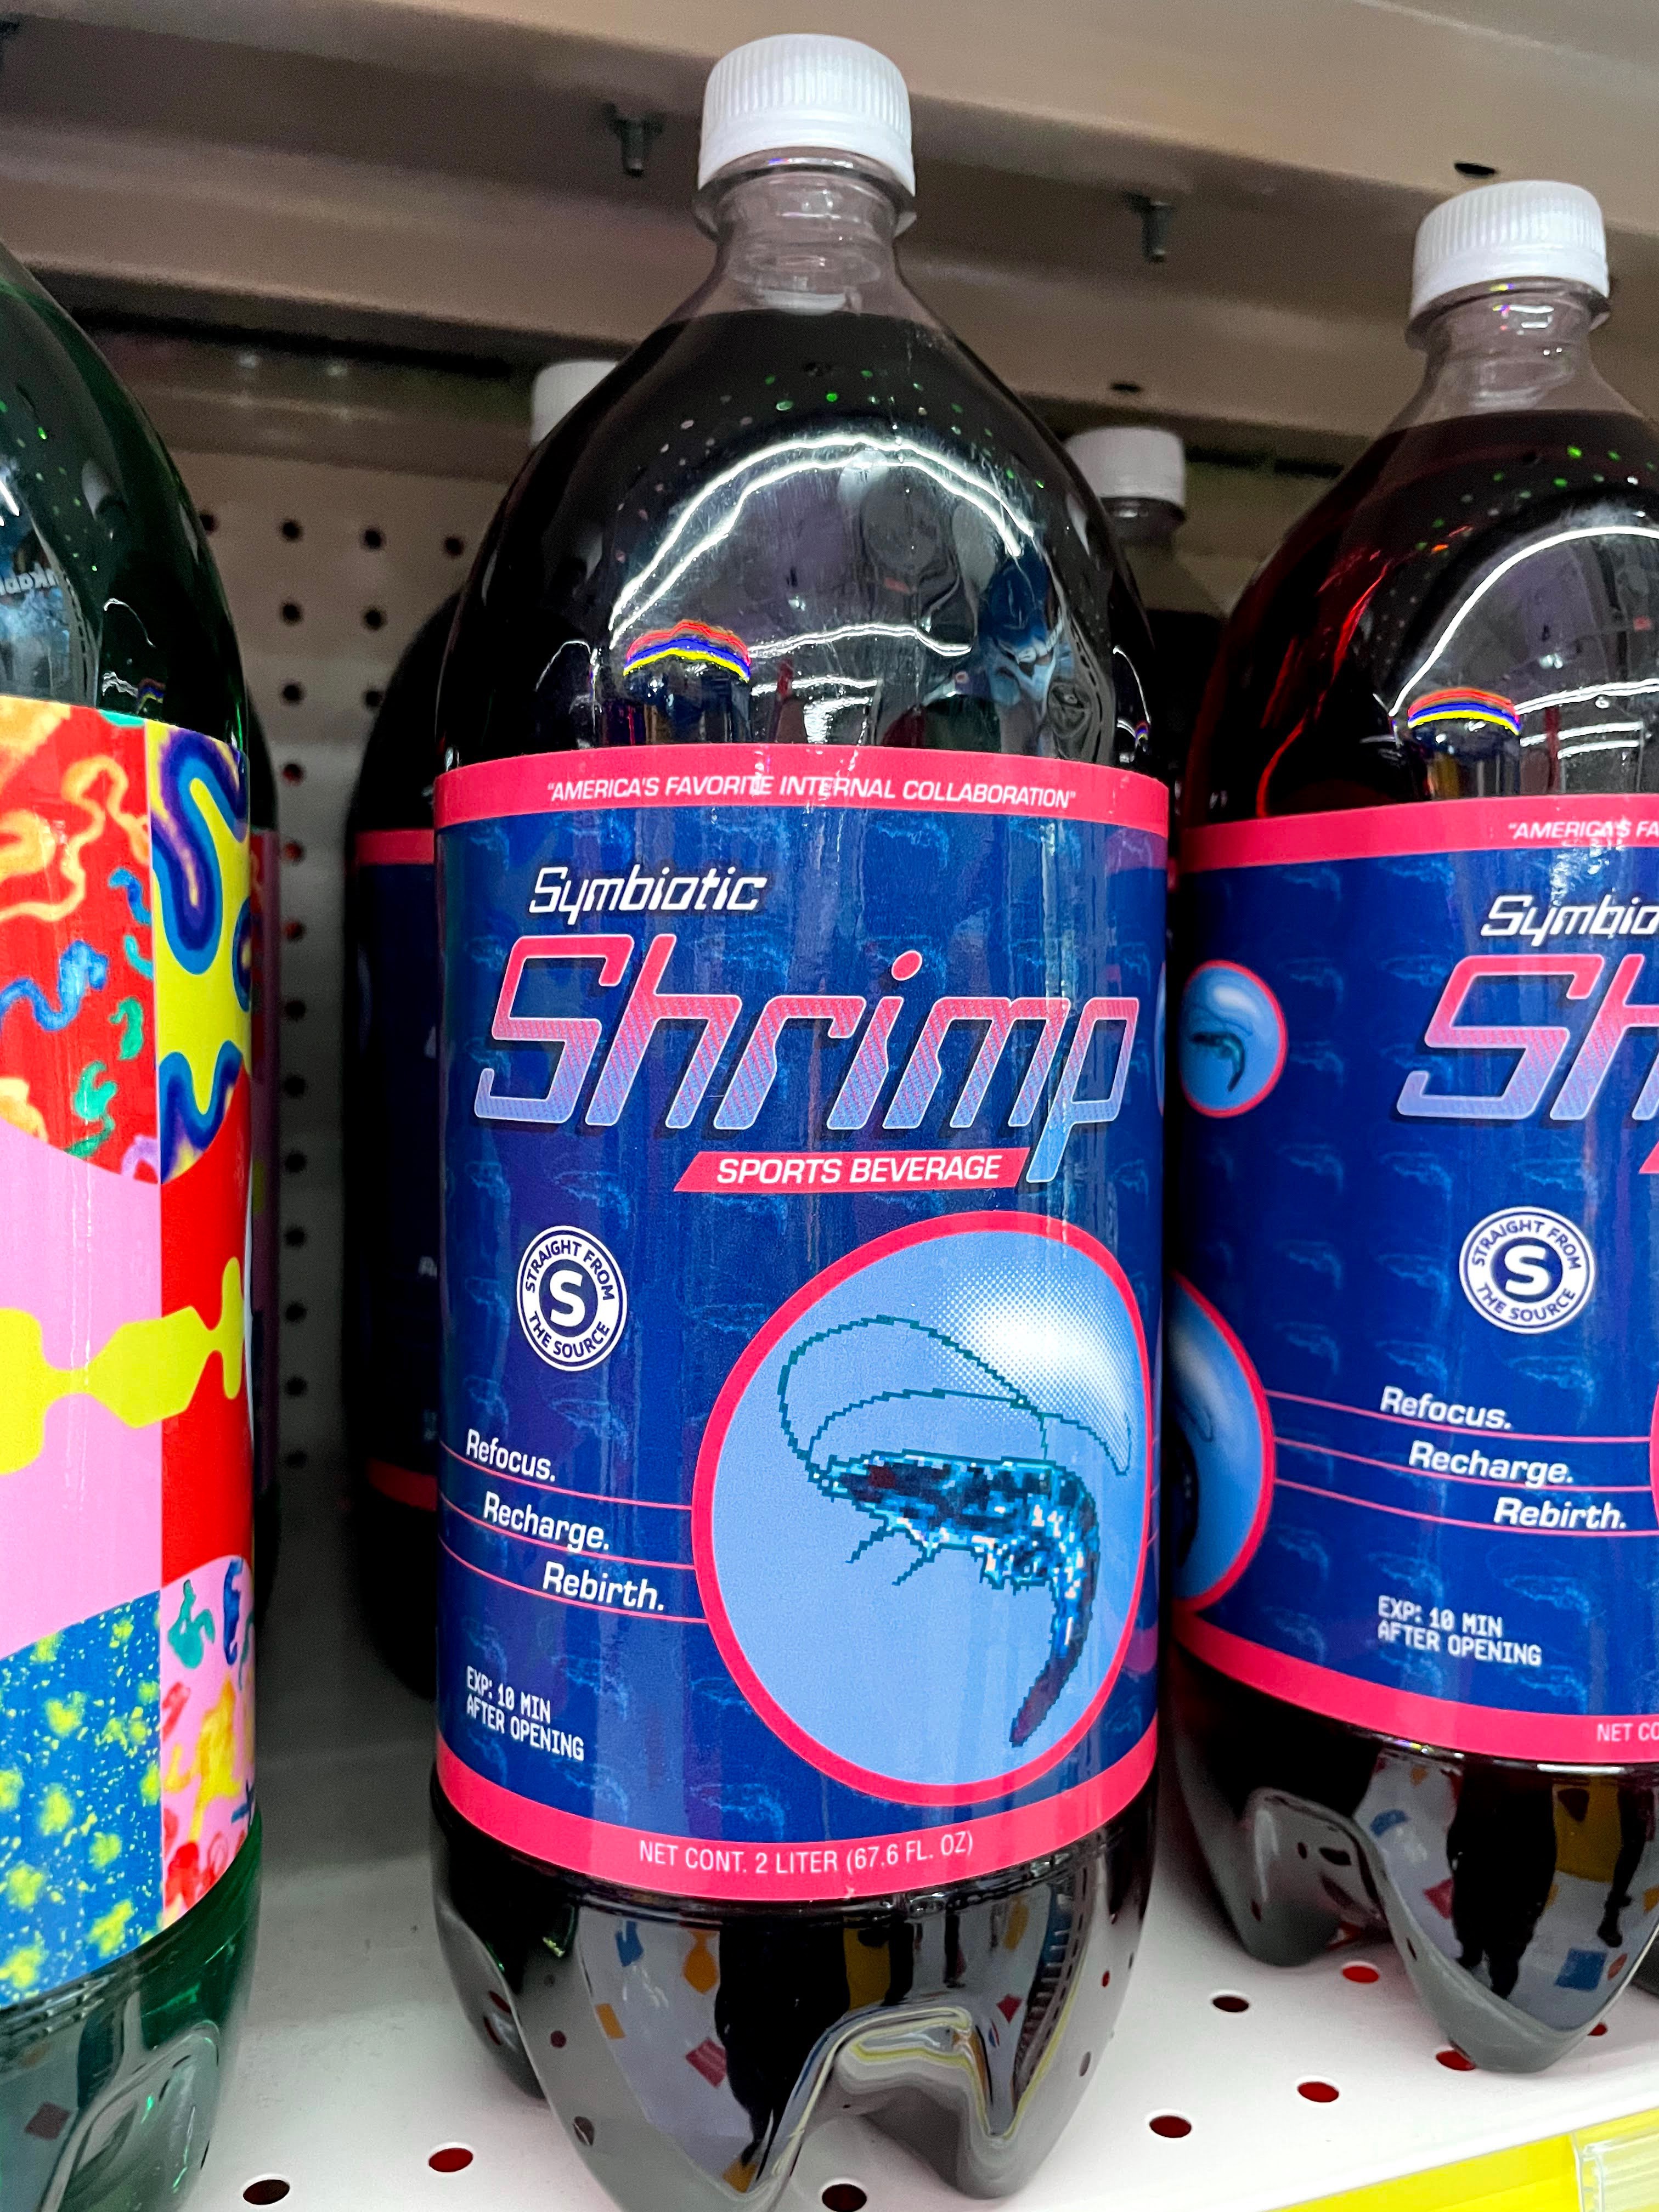 "AMERICA'S FAVORITE INTERNAL COLLABORATION"
Symbiotic
Shrimp
SPORTS BEVERAGE
STRAIGHT FROM
S
THE SOURCE
Refocus.
Recharge.
Rebirth.
EXP: 10 MIN
AFTER OPENING
NET CONT. 2 LITER (67.6 FL. OZ)
"AMERICA'S FA
Symbio
Sh
STRAIGHT FROM
S
THE SOURCE
Refocus.
Recharge.
Rebirth.
EXP: 10 MIN
AFTER OPENING
NET CO